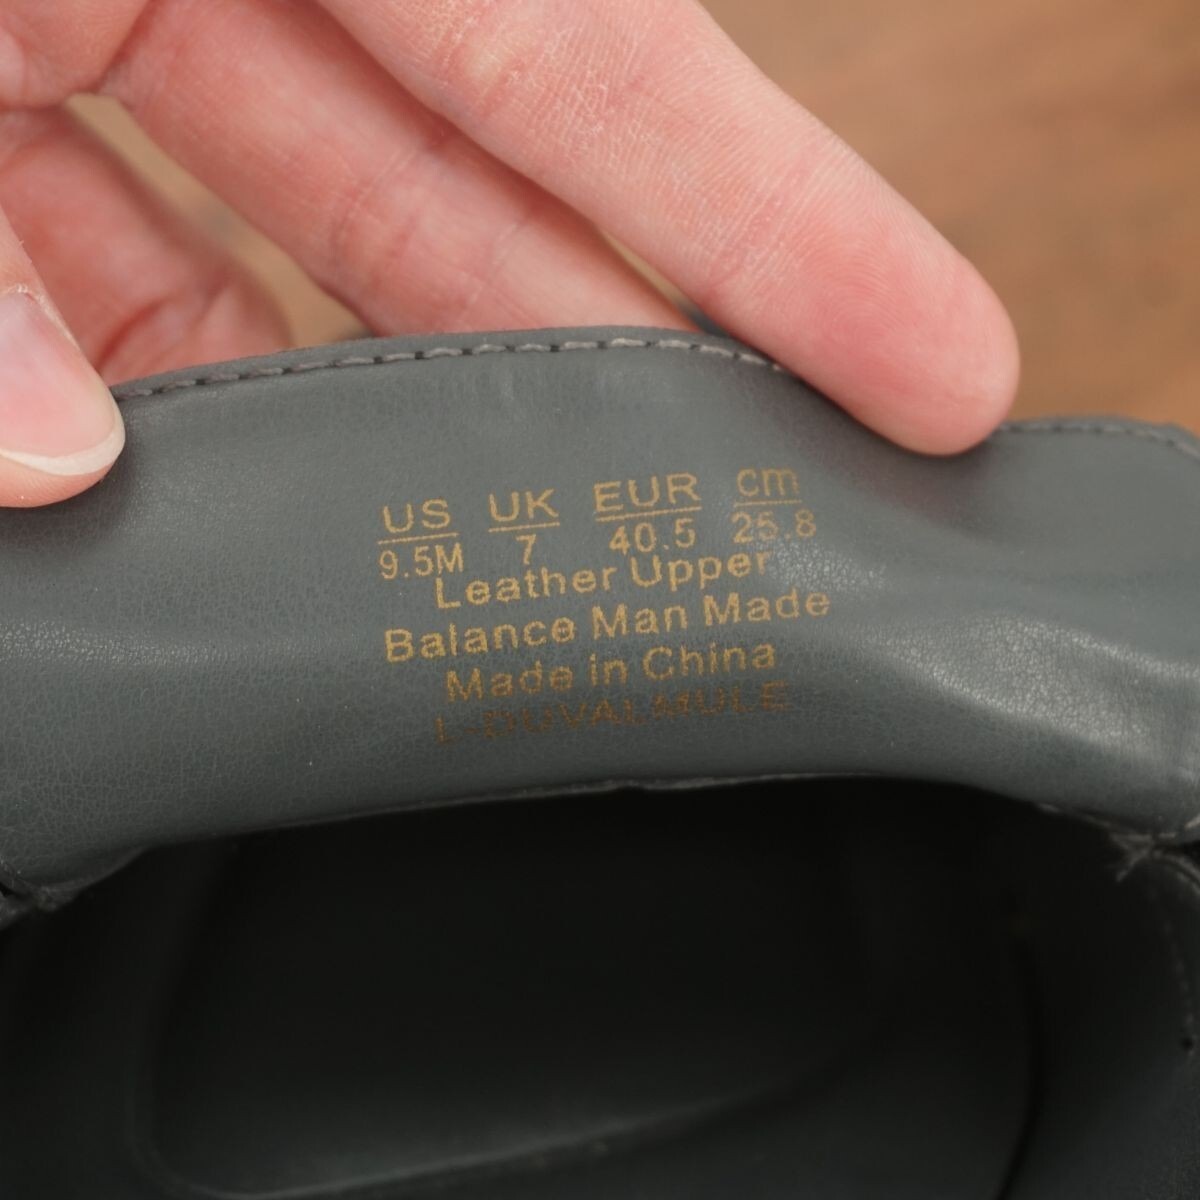 US UK EUR cm
9.5M 7 40.5 25.8
Leather Upper
Balance Man Made
Made in China
L-DUVALMULE